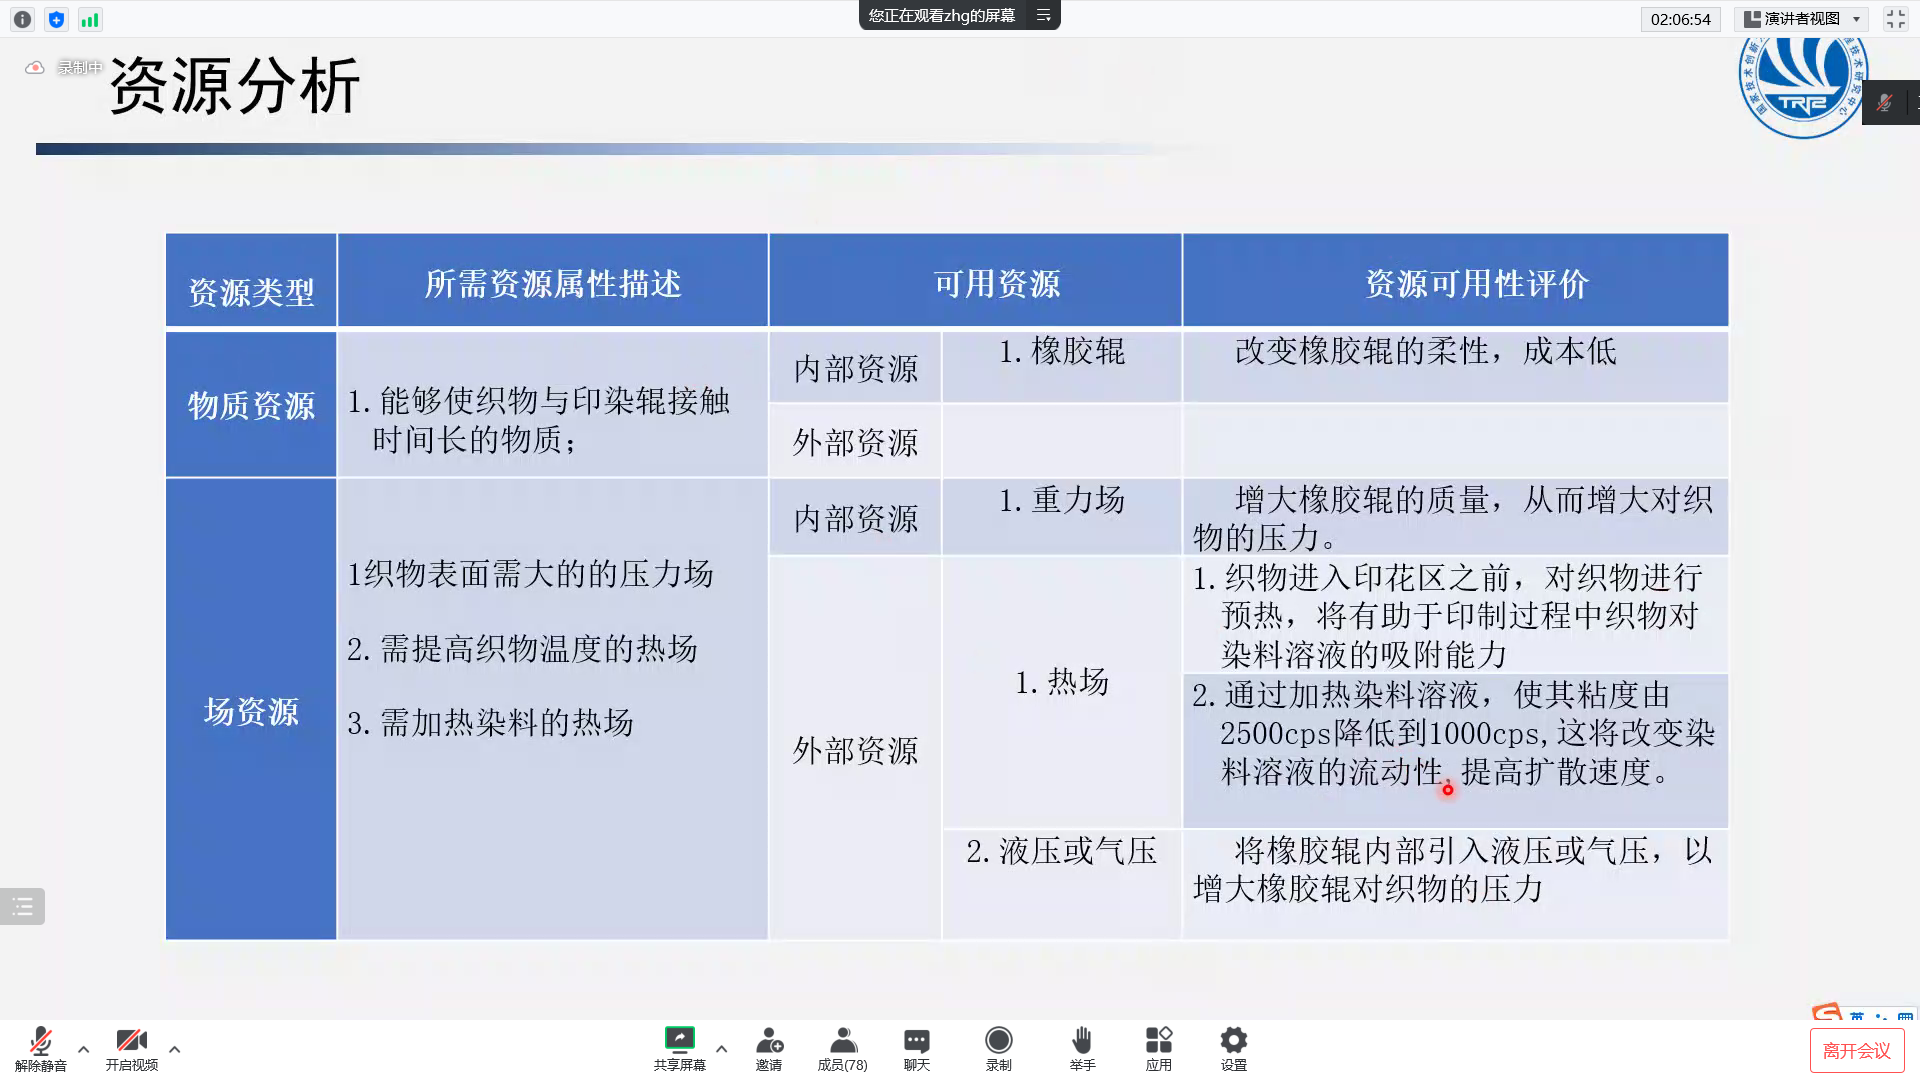 您正在观看zhg的屏幕
02:06:54
演讲者视图
录制中
资源分析
TRIZ
资源类型
所需资源属性描述
可用资源
资源可用性评价
物质资源
1.能够使织物与印染辊接触
时间长的物质；
内部资源
1.橡胶辊
改变橡胶辊的柔性，成本低
外部资源
场资源
1织物表面需大的的压力场
2.需提高织物温度的热场
3.需加热染料的热场
内部资源
1.重力场
增大橡胶辊的质量，从而增大对织
物的压力。
外部资源
1.热场
1.织物进入印花区之前，对织物进行
预热，将有助于印制过程中织物对
染料溶液的吸附能力
2.通过加热染料溶液，使其粘度由
2500cps降低到1000cps,这将改变染
料溶液的流动性,提高扩散速度。
2.液压或气压
将橡胶辊内部引入液压或气压，以
增大橡胶辊对织物的压力
英
解除静音
开启视频
共享屏幕
邀请
成员(78)
聊天
录制
举手
应用
设置
离开会议